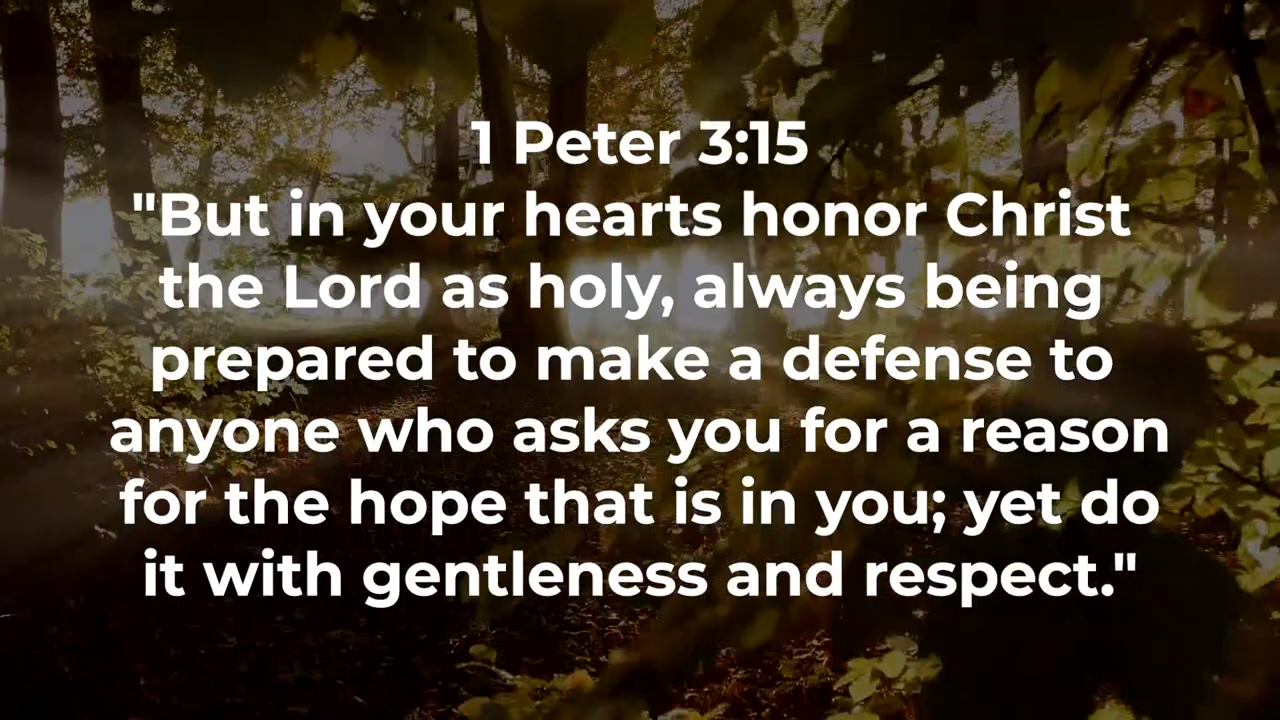 1 Peter 3:15
"But in your hearts honor Christ
the Lord as holy, always being
prepared to make a defense to
anyone who asks you for a reason
for the hope that is in you; yet do
it with gentleness and respect."